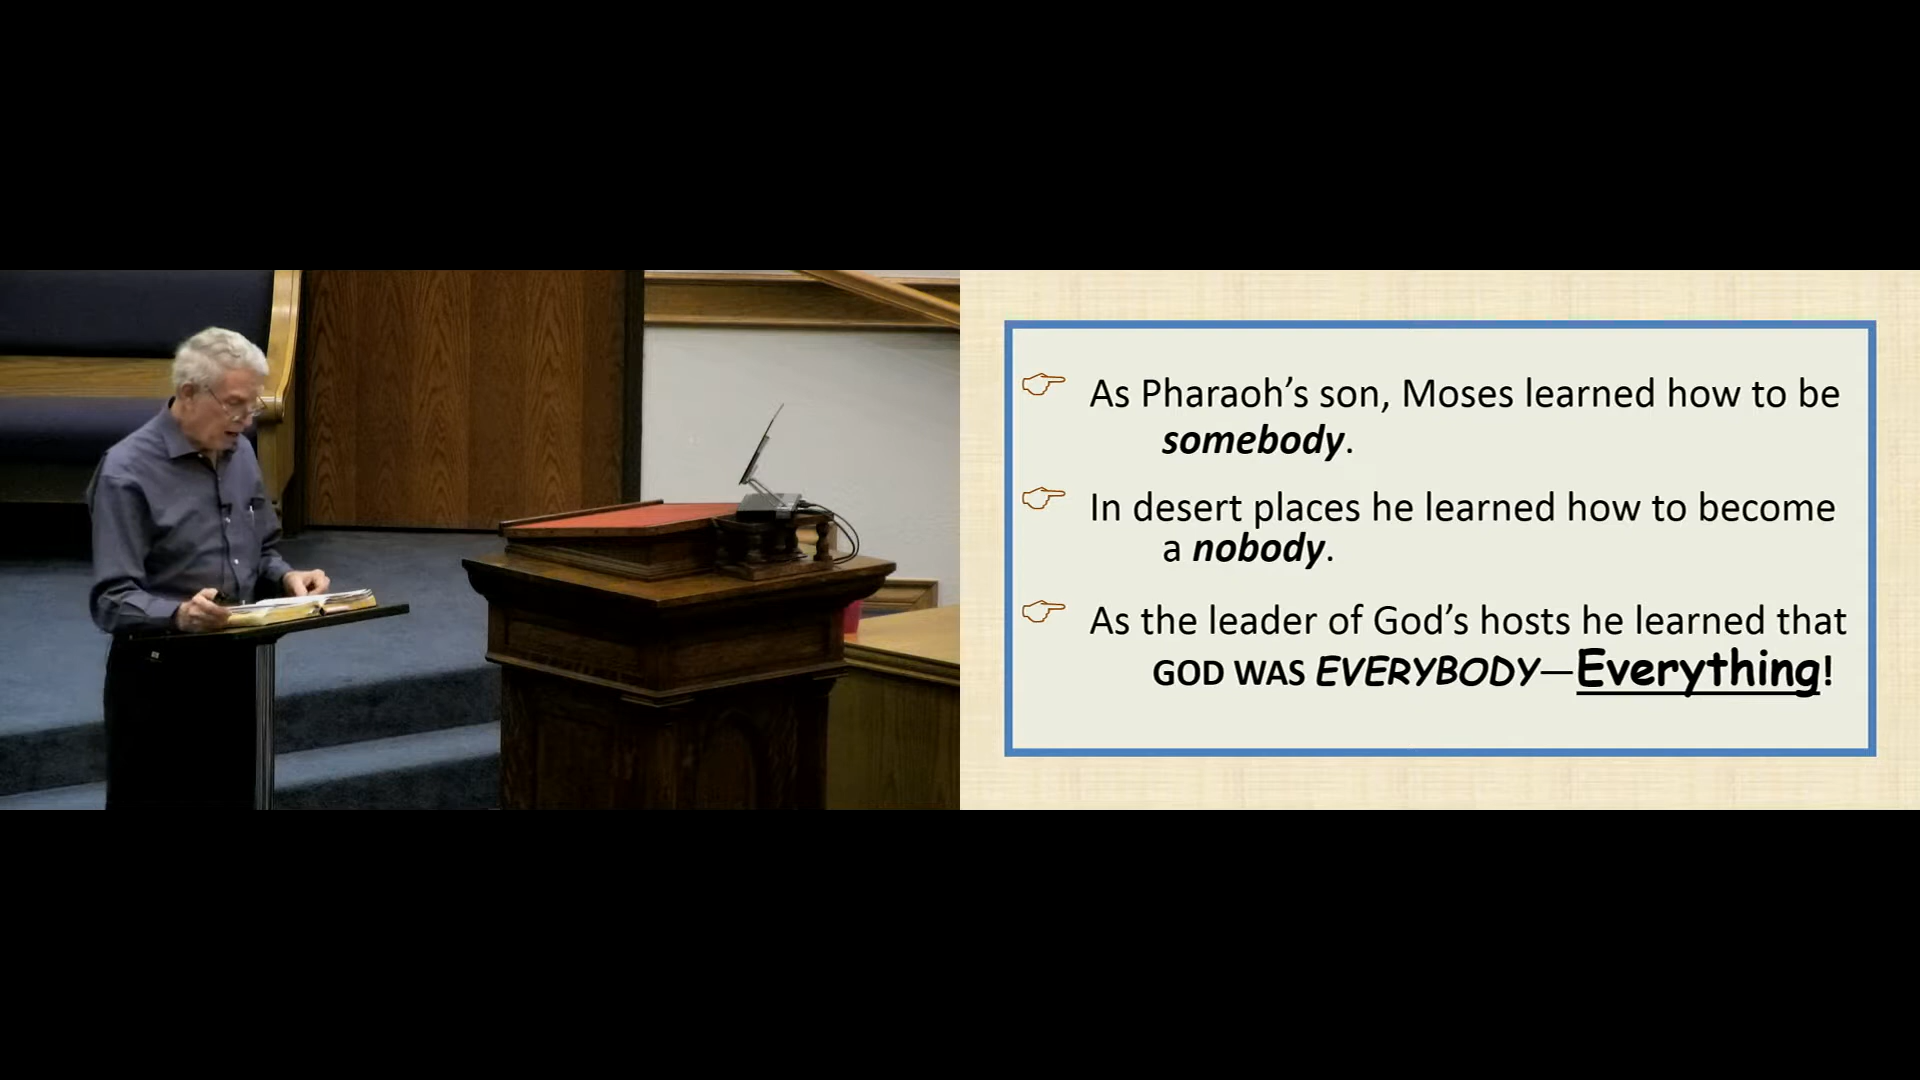 As Pharaoh’s son, Moses learned how to be
somebody.
In desert places he learned how to become
a nobody.
As the leader of God’s hosts he learned that
GOD WAS EVERYBODY—Everything!